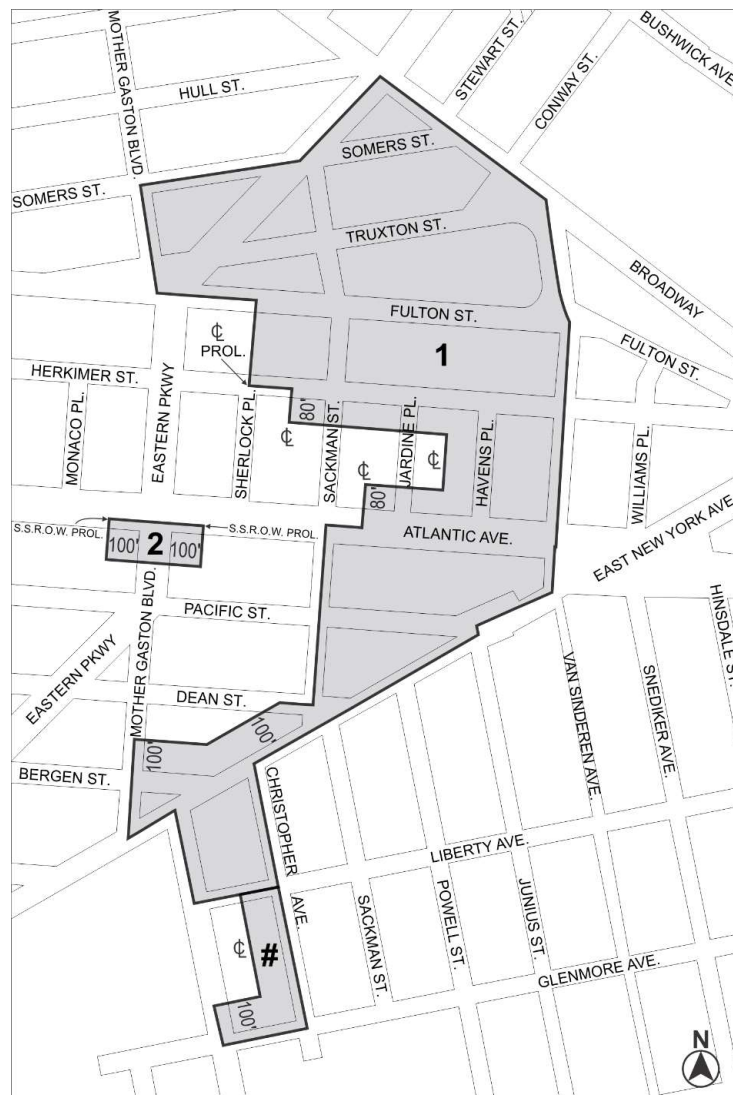 BUSHWICK AVE.
STEWART ST.
CONWAY ST.
MOTHER GASTON BLVD.
HULL ST.
SOMERS ST.
SOMERS ST.
TRUXTON ST.
BROADWAY
FULTON ST.
FULTON ST.
℄
PROL.
1
HERKIMER ST.
MONACO PL.
EASTERN PKWY
SHERLOCK PL.
80'
℄
SACKMAN ST.
JARDINE PL.
℄
℄
80'
HAVENS PL.
WILLIAMS PL.
ATLANTIC AVE.
EAST NEW YORK AVE.
S.S.R.O.W. PROL.
S.S.R.O.W. PROL.
100'
2
100'
PACIFIC ST.
MOTHER GASTON BLVD.
EASTERN PKWY
DEAN ST.
HINSDALE ST.
SNEDIKER AVE.
VAN SINDEREN AVE.
100'
100'
BERGEN ST.
CHRISTOPHER
AVE.
LIBERTY AVE.
SACKMAN ST.
POWELL ST.
JUNIUS ST.
℄
#
GLENMORE AVE.
100'
N